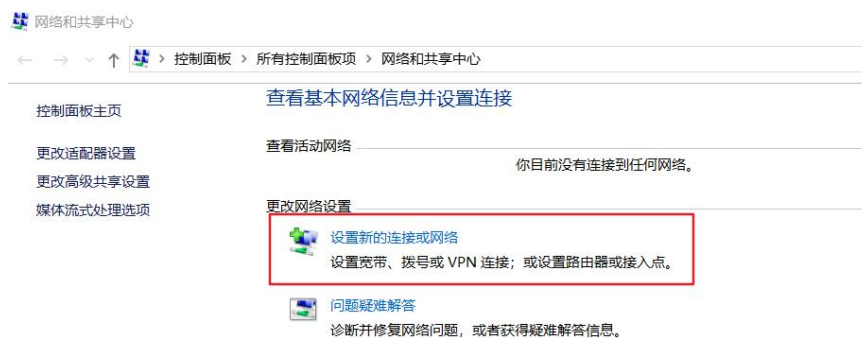 网络和共享中心
控制面板 > 所有控制面板项 > 网络和共享中心
控制面板主页
更改适配器设置
更改高级共享设置
媒体流式处理选项
查看基本网络信息并设置连接
查看活动网络
你目前没有连接到任何网络。
更改网络设置
设置新的连接或网络
设置宽带、拨号或 VPN 连接；或设置路由器或接入点。
问题疑难解答
诊断并修复网络问题，或者获得疑难解答信息。